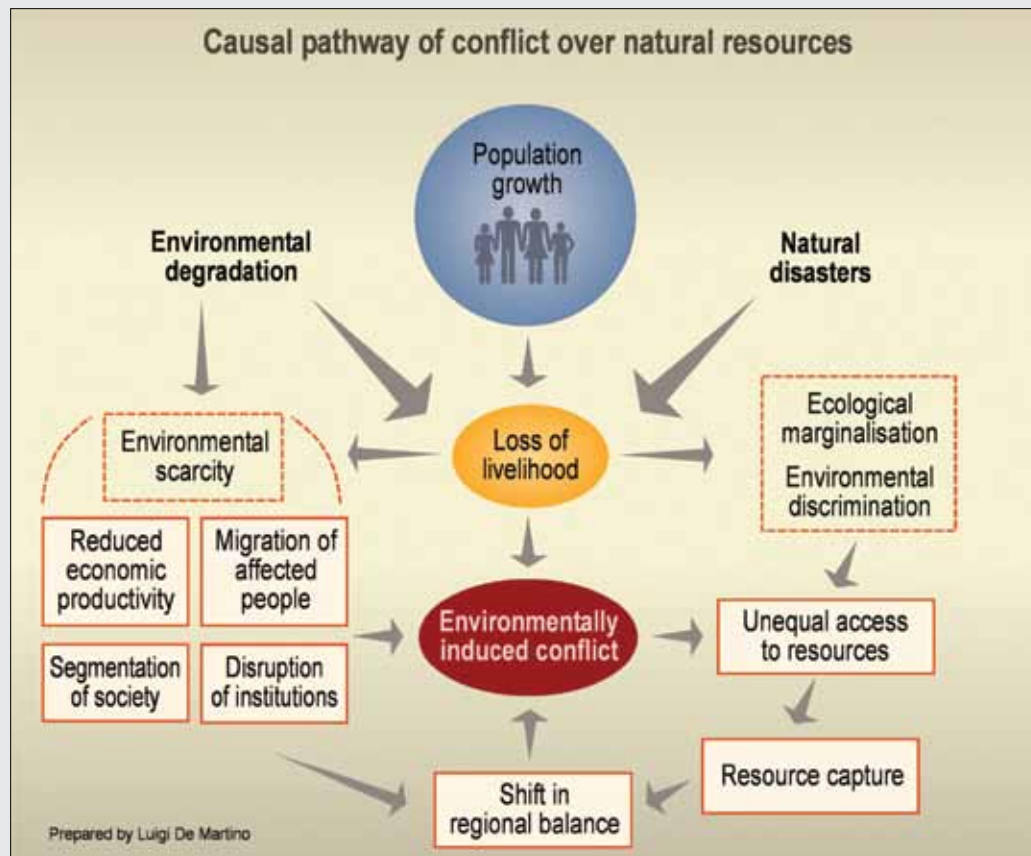 Causal pathway of conflict over natural resources
Population
growth
Environmental
degradation
Natural
disasters
Environmental
scarcity
Loss of
livelihood
Ecological
marginalisation
Environmental
discrimination
Reduced
economic
productivity
Migration of
affected
people
Segmentation
of society
Disruption
of institutions
Environmentally
induced conflict
Unequal access
to resources
Resource capture
Shift in
regional balance
Prepared by Luigi De Martino